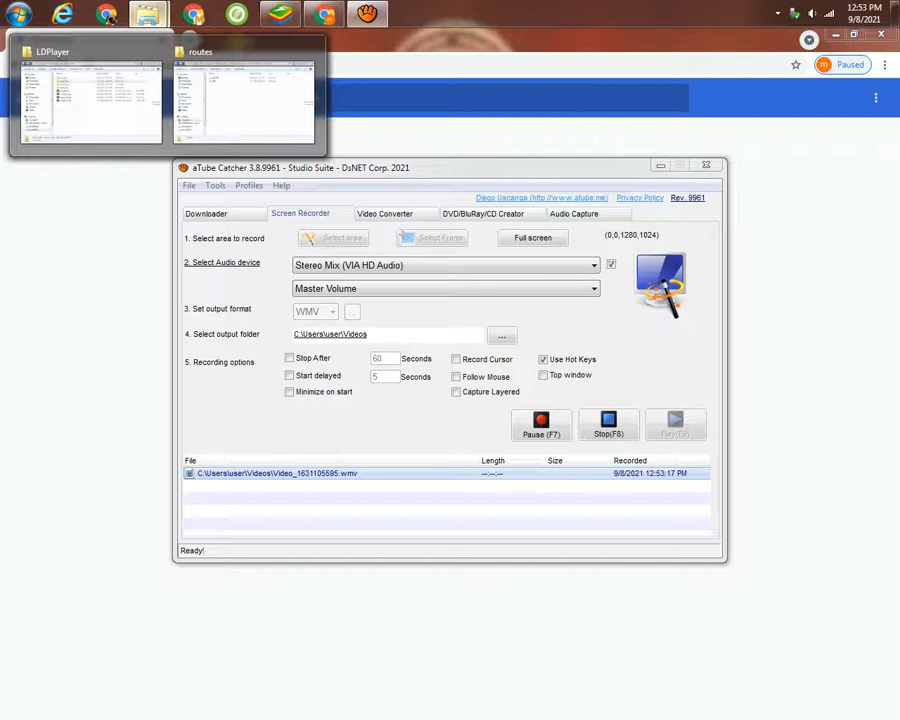 12:53 PM
9/8/2021
LDPlayer
routes
Paused
aTube Catcher 3.8.9961 - Studio Suite - DsNET Corp. 2021
File Tools Profiles Help
Diego Uscanga (http://www.atube.me) Privacy Policy Rev. 9961
Downloader Screen Recorder Video Converter DVD/BluRay/CD Creator Audio Capture
1. Select area to record Select area Select Frame Full screen (0,0,1280,1024)
2. Select Audio device Stereo Mix (VIA HD Audio)
Master Volume
3. Set output format WMV ...
4. Select output folder C:\Users\user\Videos ...
5. Recording options Stop After 60 Seconds Record Cursor Use Hot Keys
Start delayed 5 Seconds Follow Mouse Top window
Minimize on start Capture Layered
Pause (F7) Stop(F8) Play(F9)
File Length Size Recorded
C:\Users\user\Videos\Video_1631105595.wmv --:--:-- 9/8/2021 12:53:17 PM
Ready!